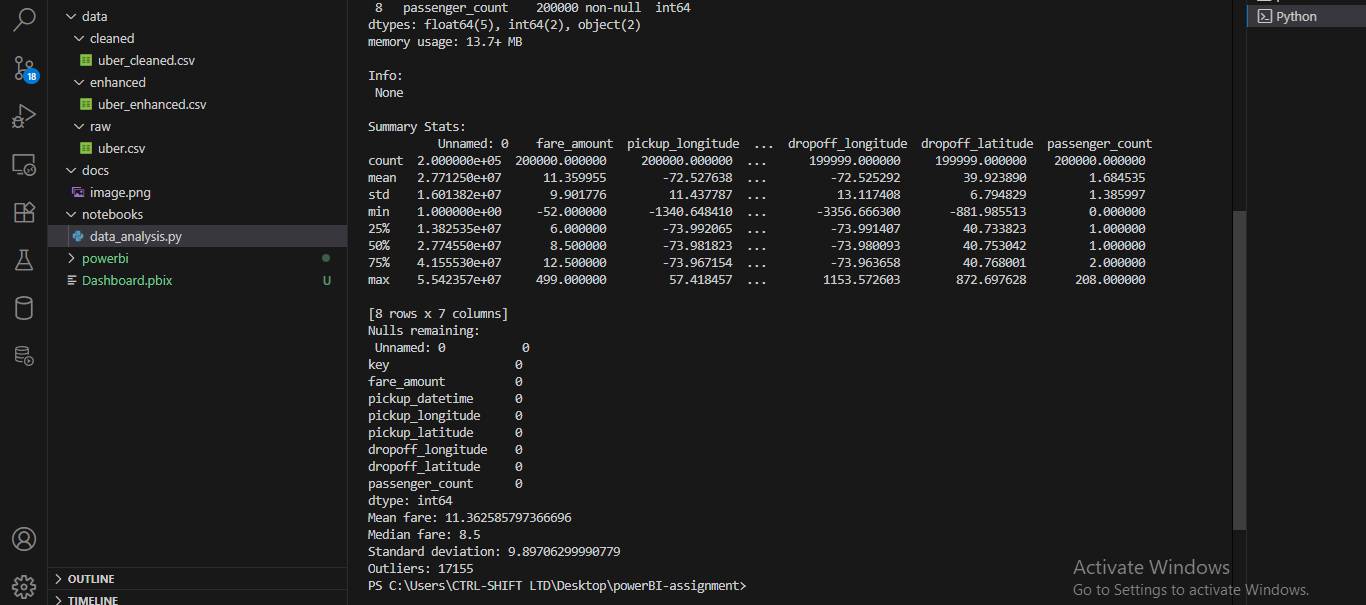 data
cleaned
uber_cleaned.csv
enhanced
uber_enhanced.csv
raw
uber.csv
docs
image.png
notebooks
data_analysis.py
powerbi
Dashboard.pbix U
18
OUTLINE
TIMELINE
8 passenger_count 200000 non-null int64
dtypes: float64(5), int64(2), object(2)
memory usage: 13.7+ MB
Info:
None
Summary Stats:
Unnamed: 0 fare_amount pickup_longitude ... dropoff_longitude dropoff_latitude passenger_count
count 2.000000e+05 200000.000000 200000.000000 ... 199999.000000 199999.000000 200000.000000
mean 2.771250e+07 11.359955 -72.527638 ... -72.525292 39.923890 1.684535
std 1.601382e+07 9.901776 11.437787 ... 13.117408 6.794829 1.385997
min 1.000000e+00 -52.000000 -1340.648410 ... -3356.666300 -881.985513 0.000000
25% 1.382535e+07 6.000000 -73.992065 ... -73.991407 40.733823 1.000000
50% 2.774550e+07 8.500000 -73.981823 ... -73.980093 40.753042 1.000000
75% 4.155530e+07 12.500000 -73.967154 ... -73.963658 40.768001 2.000000
max 5.542357e+07 499.000000 57.418457 ... 1153.572603 872.697628 208.000000
[8 rows x 7 columns]
Nulls remaining:
Unnamed: 0 0
key 0
fare_amount 0
pickup_datetime 0
pickup_longitude 0
pickup_latitude 0
dropoff_longitude 0
dropoff_latitude 0
passenger_count 0
dtype: int64
Mean fare: 11.362585797366696
Median fare: 8.5
Standard deviation: 9.89706299990779
Outliers: 17155
PS C:\Users\CTRL-SHIFT LTD\Desktop\powerBI-assignment>
Python
Activate Windows
Go to Settings to activate Windows.